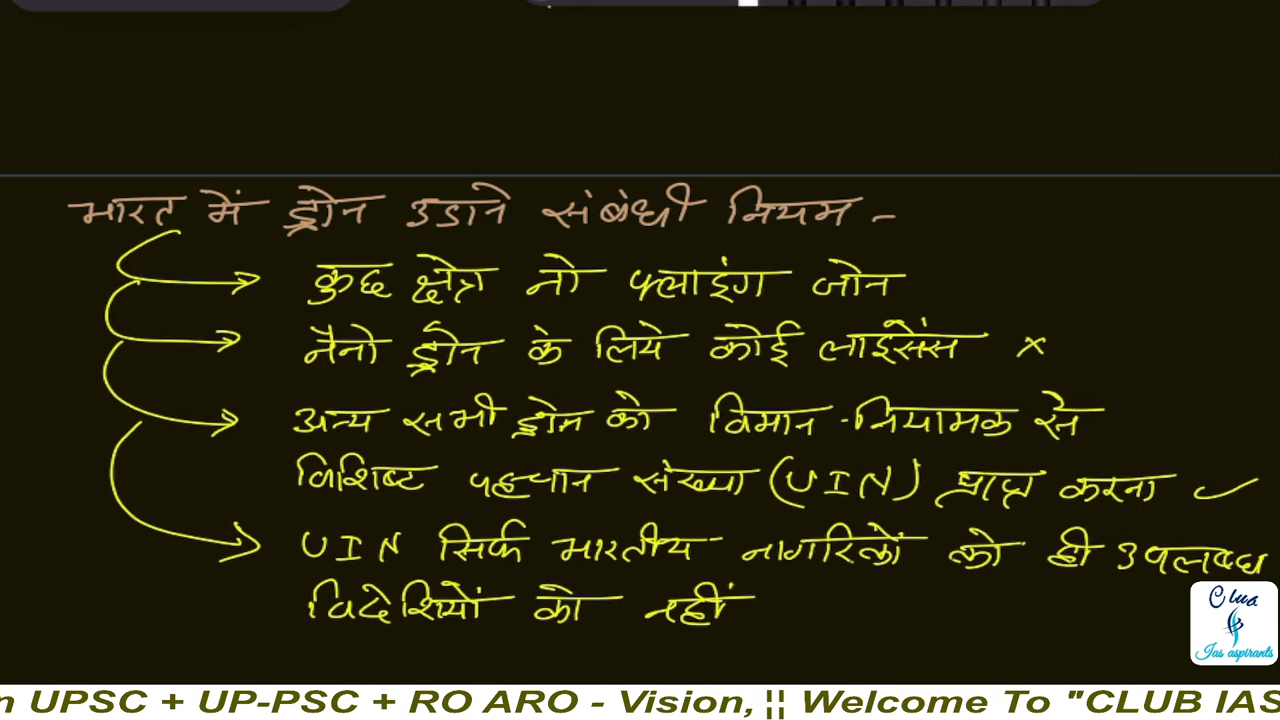 भारत में ड्रोन उडाने संबंधी नियम -
कुछ क्षेत्र नो फ्लाइंग जोन
नैनो ड्रोन के लिये कोई लाइसेंस ×
अन्य सभी ड्रोन को विमान-नियामक से
विशिष्ट पहचान संख्या (UIN) प्राप्त करना ✓
UIN सिर्फ भारतीय नागरिकों को ही उपलब्ध
विदेशियों को नहीं
Club
Ias aspirants
n UPSC + UP-PSC + RO ARO - Vision, ¦¦ Welcome To "CLUB IAS